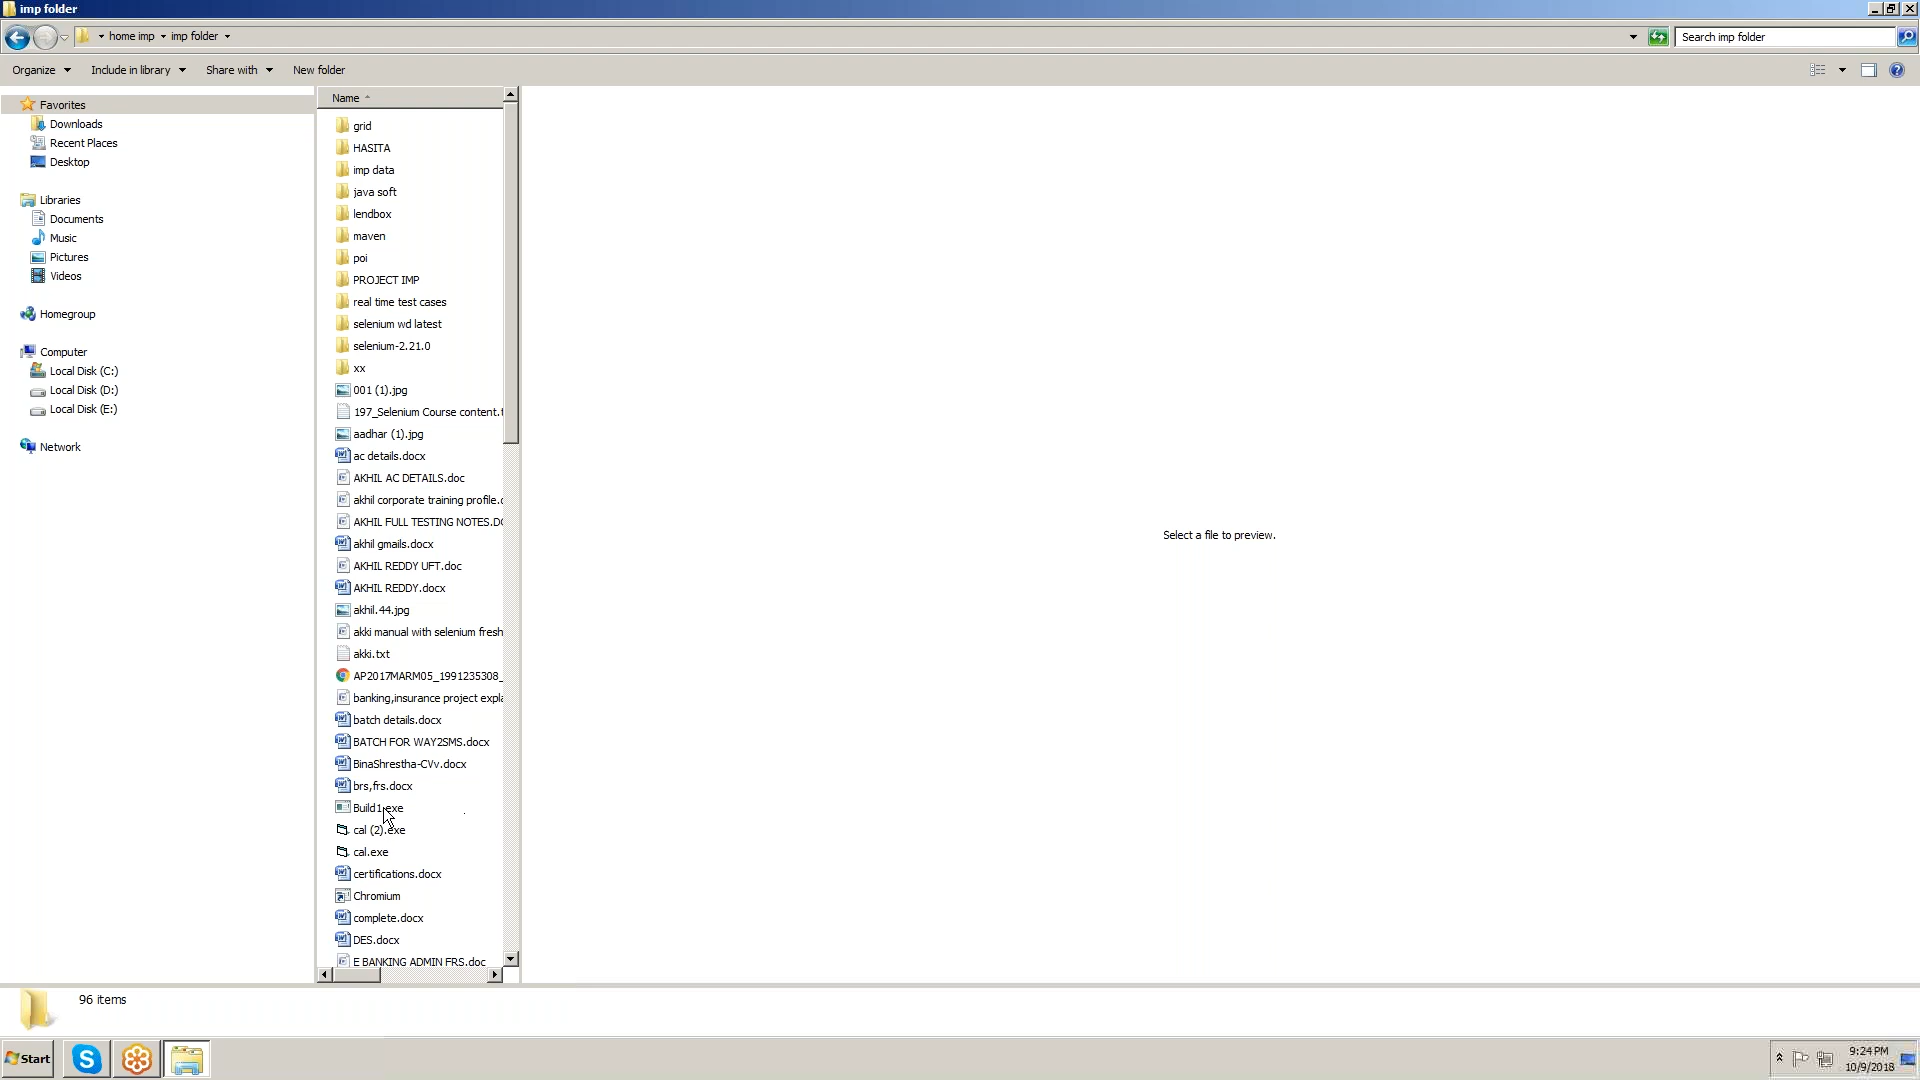 imp folder
home imp imp folder
Search imp folder
Organize Include in library Share with New folder
Favorites
Downloads
Recent Places
Desktop
Libraries
Documents
Music
Pictures
Videos
Homegroup
Computer
Local Disk (C:)
Local Disk (D:)
Local Disk (E:)
Network
Name
grid
HASITA
imp data
java soft
lendbox
maven
poi
PROJECT IMP
real time test cases
selenium wd latest
selenium-2.21.0
xx
001 (1).jpg
197_Selenium Course content.t
aadhar (1).jpg
ac details.docx
AKHIL AC DETAILS.doc
akhil corporate training profile.d
AKHIL FULL TESTING NOTES.DO
akhil gmails.docx
AKHIL REDDY UFT.doc
AKHIL REDDY.docx
akhil.44.jpg
akki manual with selenium fresh
akki.txt
AP2017MARM05_1991235308_
banking,insurance project expla
batch details.docx
BATCH FOR WAY2SMS.docx
BinaShrestha-CVv.docx
brs,frs.docx
Build1.exe
cal (2).exe
cal.exe
certifications.docx
Chromium
complete.docx
DES.docx
E BANKING ADMIN FRS.doc
Select a file to preview.
96 items
Start
9:24 PM
10/9/2018